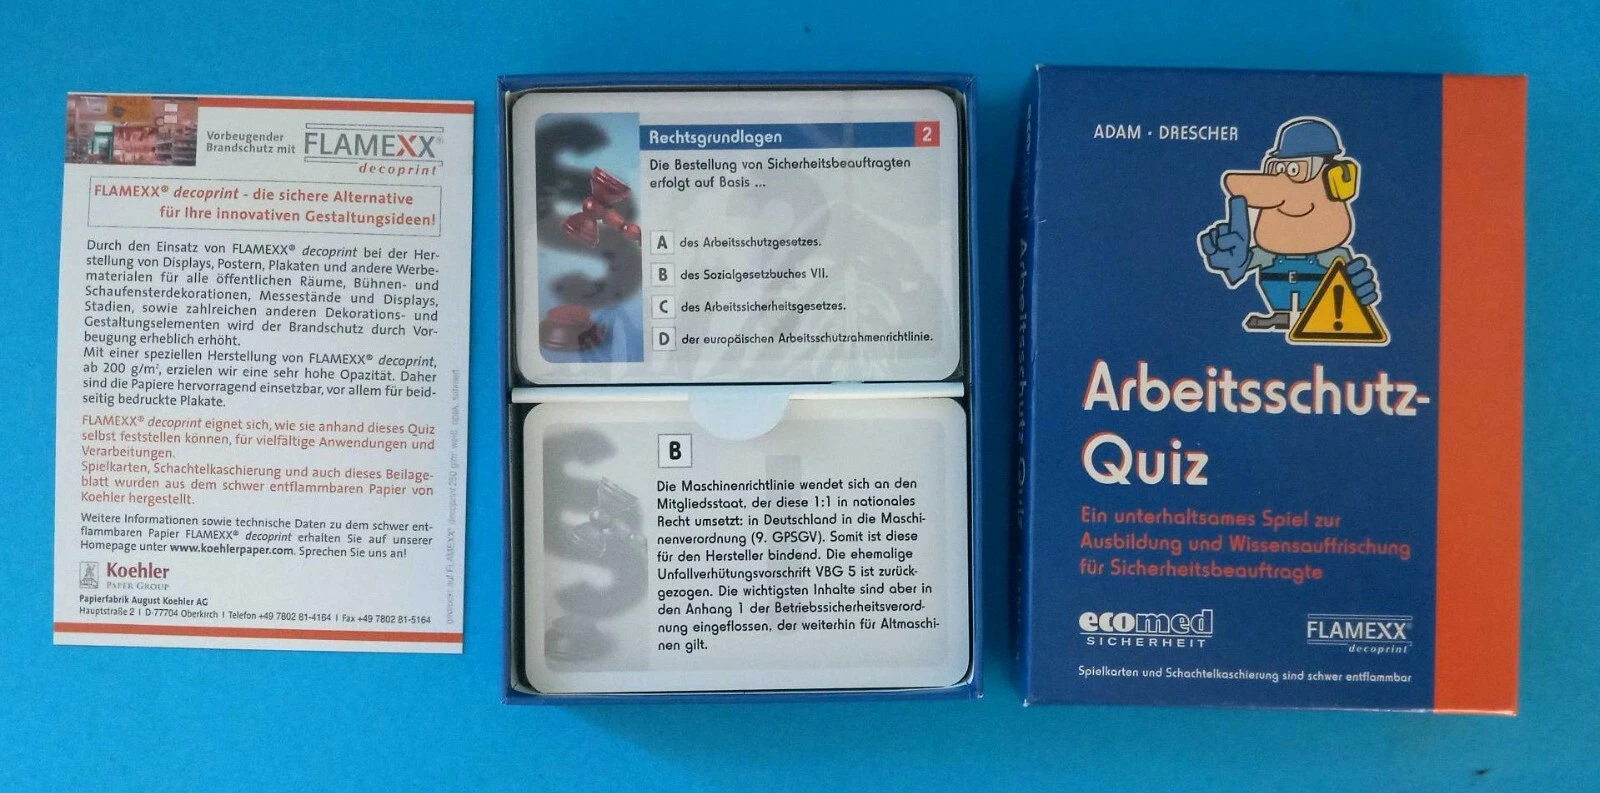 Vorbeugender
Brandschutz mit
FLAMEXX®
decoprint
FLAMEXX® decoprint - die sichere Alternative
für Ihre innovativen Gestaltungsideen!
Durch den Einsatz von FLAMEXX® decoprint bei der Her-
stellung von Displays, Postern, Plakaten und andere Werbe-
materialen für alle öffentlichen Räume, Bühnen- und
Schaufensterdekorationen, Messestände und Displays,
Stadien, sowie zahlreichen anderen Dekorations- und
Gestaltungselementen wird der Brandschutz durch Vor-
beugung erheblich erhöht.
Mit einer speziellen Herstellung von FLAMEXX® decoprint,
ab 200 g/m², erzielen wir eine sehr hohe Opazität. Daher
sind die Papiere hervorragend einsetzbar, vor allem für beid-
seitig bedruckte Plakate.
FLAMEXX® decoprint eignet sich, wie sie anhand dieses Quiz
selbst feststellen können, für vielfältige Anwendungen und
Verarbeitungen.
Spielkarten, Schachtelkaschierung und auch dieses Beilage-
blatt wurden aus dem schwer entflammbaren Papier von
Koehler hergestellt.
Weitere Informationen sowie technische Daten zu dem schwer ent-
flammbaren Papier FLAMEXX® decoprint erhalten Sie auf unserer
Homepage unter www.koehlerpaper.com. Sprechen Sie uns an!
Koehler
PAPER GROUP
Papierfabrik August Koehler AG
Hauptstraße 2 I D-77704 Oberkirch I Telefon +49 7802 81-4164 I Fax +49 7802 81-5164
Rechtsgrundlagen 2
Die Bestellung von Sicherheitsbeauftragten
erfolgt auf Basis ...
A des Arbeitsschutzgesetzes.
B des Sozialgesetzbuches VII.
C des Arbeitssicherheitsgesetzes.
D der europäischen Arbeitsschutzrahmenrichtlinie.
B
Die Maschinenrichtlinie wendet sich an den
Mitgliedsstaat, der diese 1:1 in nationales
Recht umsetzt: in Deutschland in die Maschi-
nenverordnung (9. GPSGV). Somit ist diese
für den Hersteller bindend. Die ehemalige
Unfallverhütungsvorschrift VBG 5 ist zurück-
gezogen. Die wichtigsten Inhalte sind aber in
den Anhang 1 der Betriebssicherheitsverord-
nung eingeflossen, der weiterhin für Altmaschi-
nen gilt.
Arbeitsschutz-Quiz
ADAM · DRESCHER
Arbeitsschutz-
Quiz
Ein unterhaltsames Spiel zur
Ausbildung und Wissensauffrischung
für Sicherheitsbeauftragte
ecomed
SICHERHEIT
FLAMEXX®
decoprint
Spielkarten und Schachtelkaschierung sind schwer entflammbar